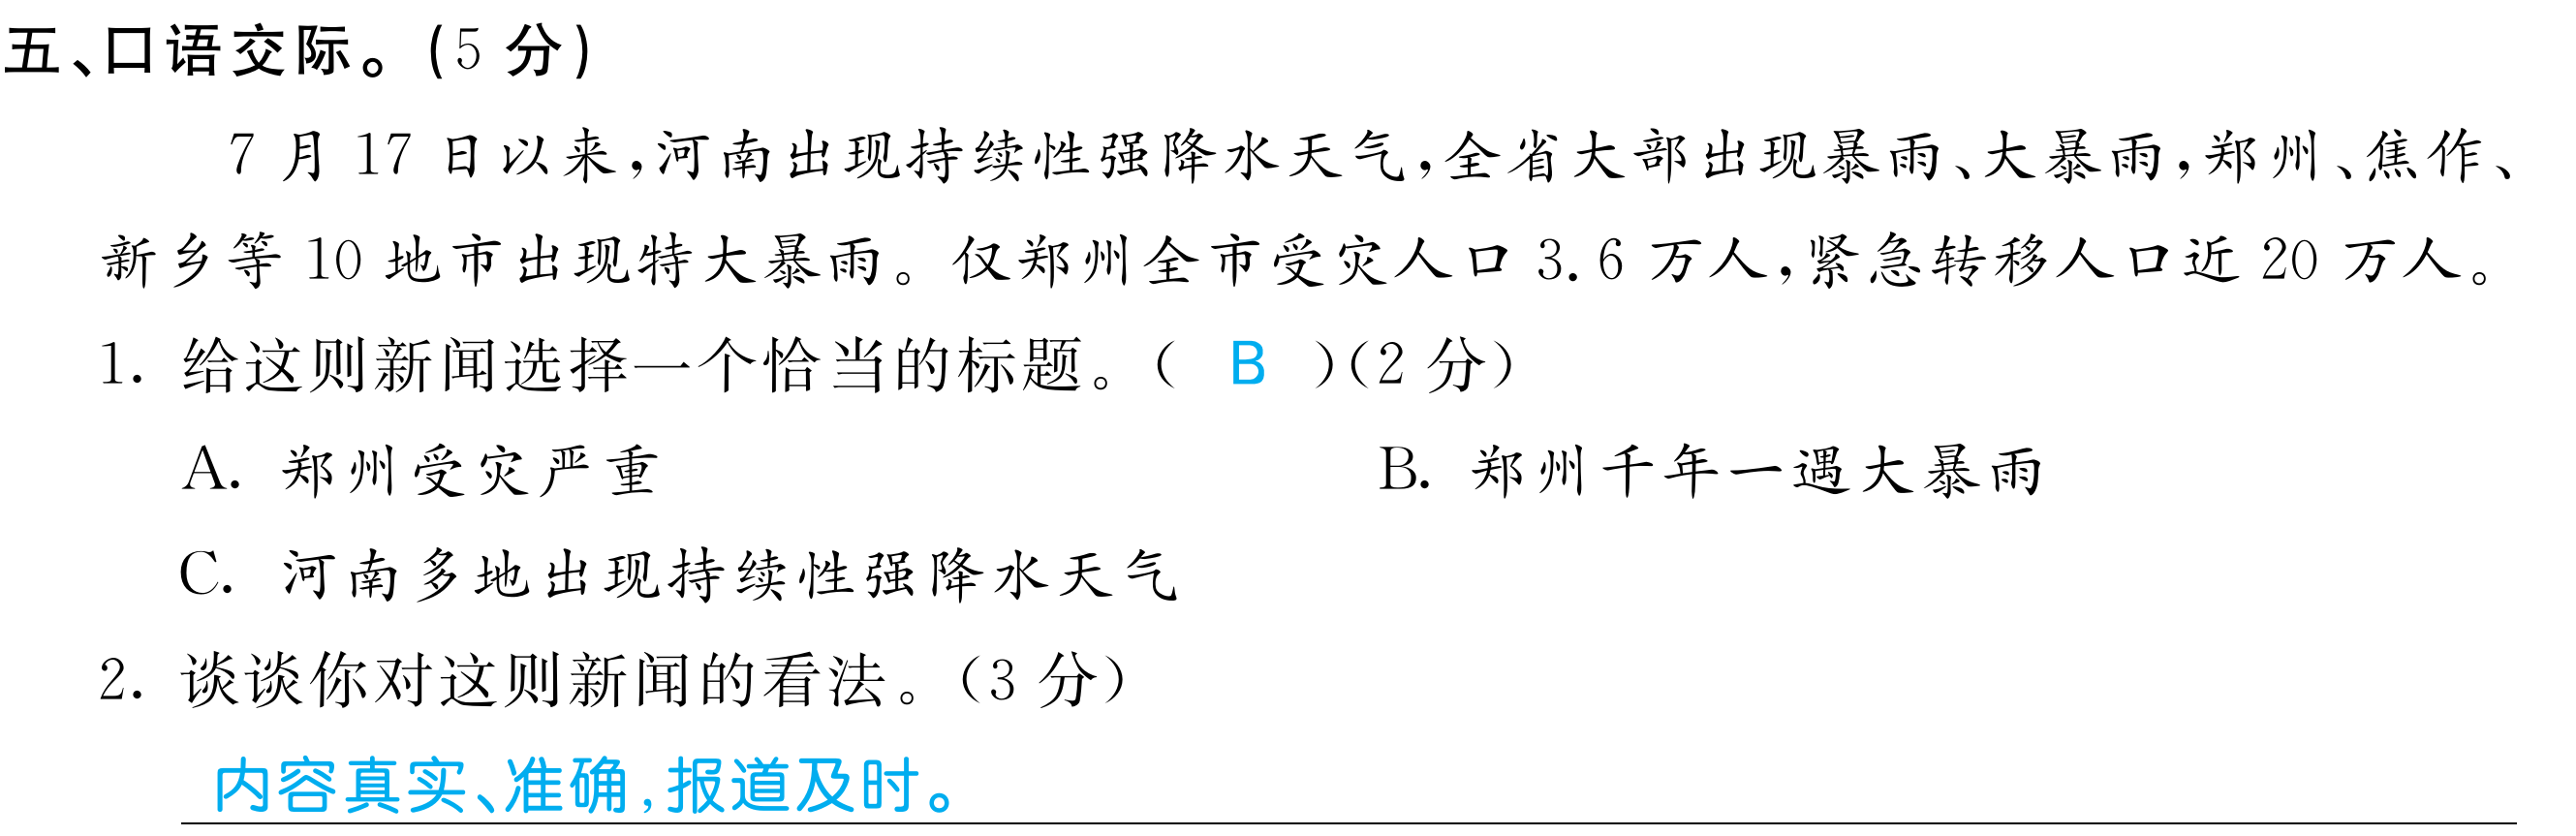 五、口语交际。(5 分)
7 月 17 日以来,河南出现持续性强降水天气,全省大部出现暴雨、大暴雨,郑州、焦作、
新乡等 10 地市出现特大暴雨。仅郑州全市受灾人口 3.6 万人,紧急转移人口近 20 万人。
1. 给这则新闻选择一个恰当的标题。( B )(2 分)
A. 郑州受灾严重 B. 郑州千年一遇大暴雨
C. 河南多地出现持续性强降水天气
2. 谈谈你对这则新闻的看法。(3 分)
内容真实、准确,报道及时。